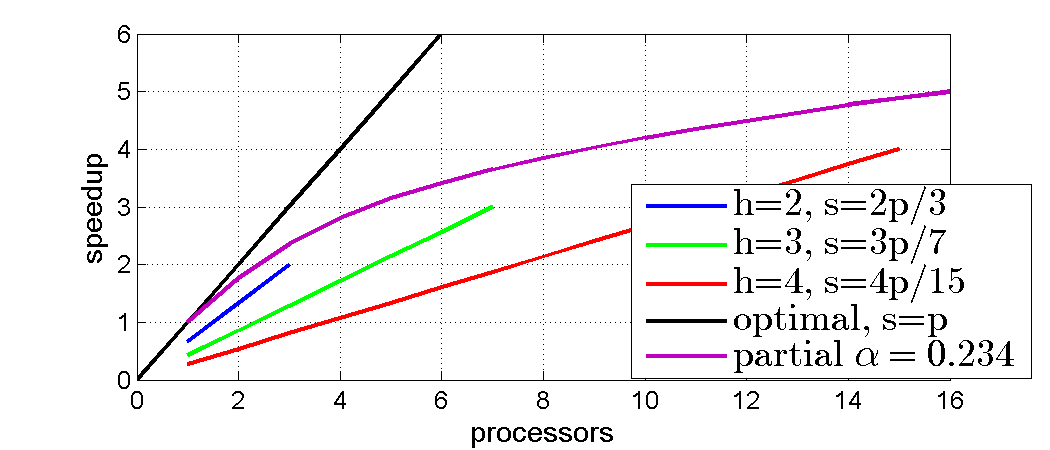 6
5
4
3
2
1
0
speedup
0 2 4 6 8 10 12 14 16
processors
h=2, s=2p/3
h=3, s=3p/7
h=4, s=4p/15
optimal, s=p
partial α = 0.234